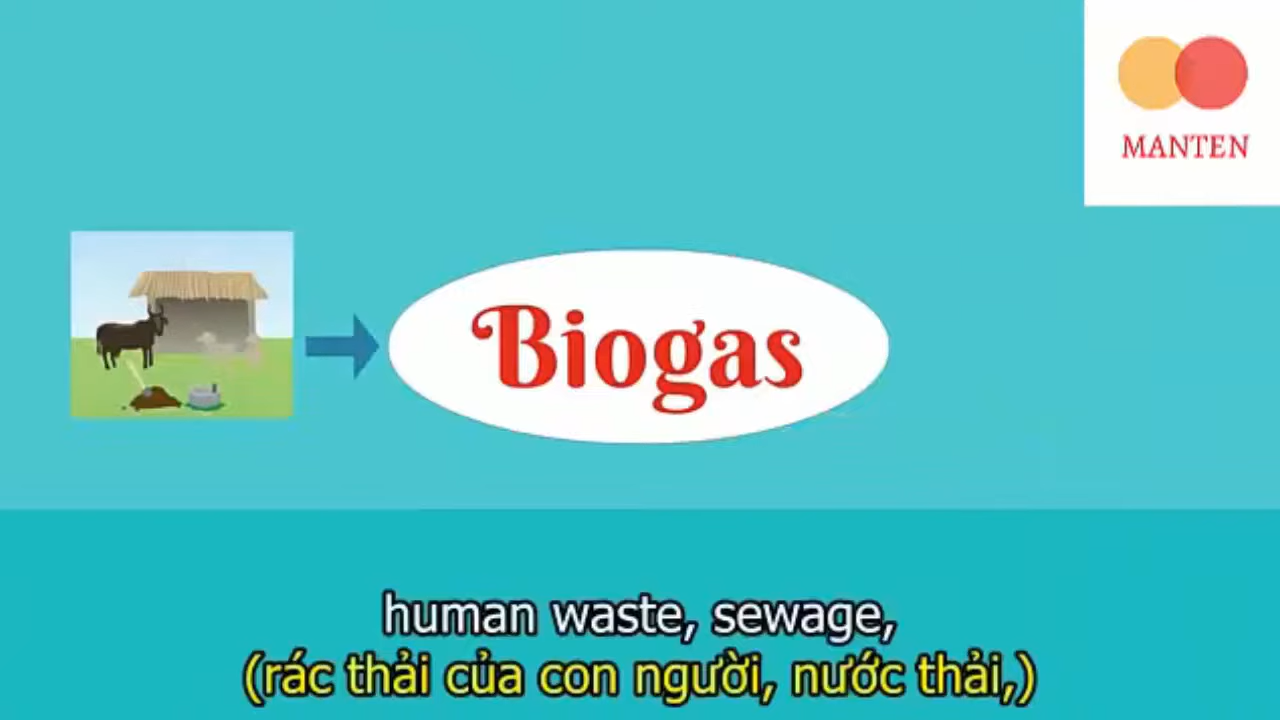 MANTEN
Biogas
human waste, sewage,
(rác thải của con người, nước thải,)